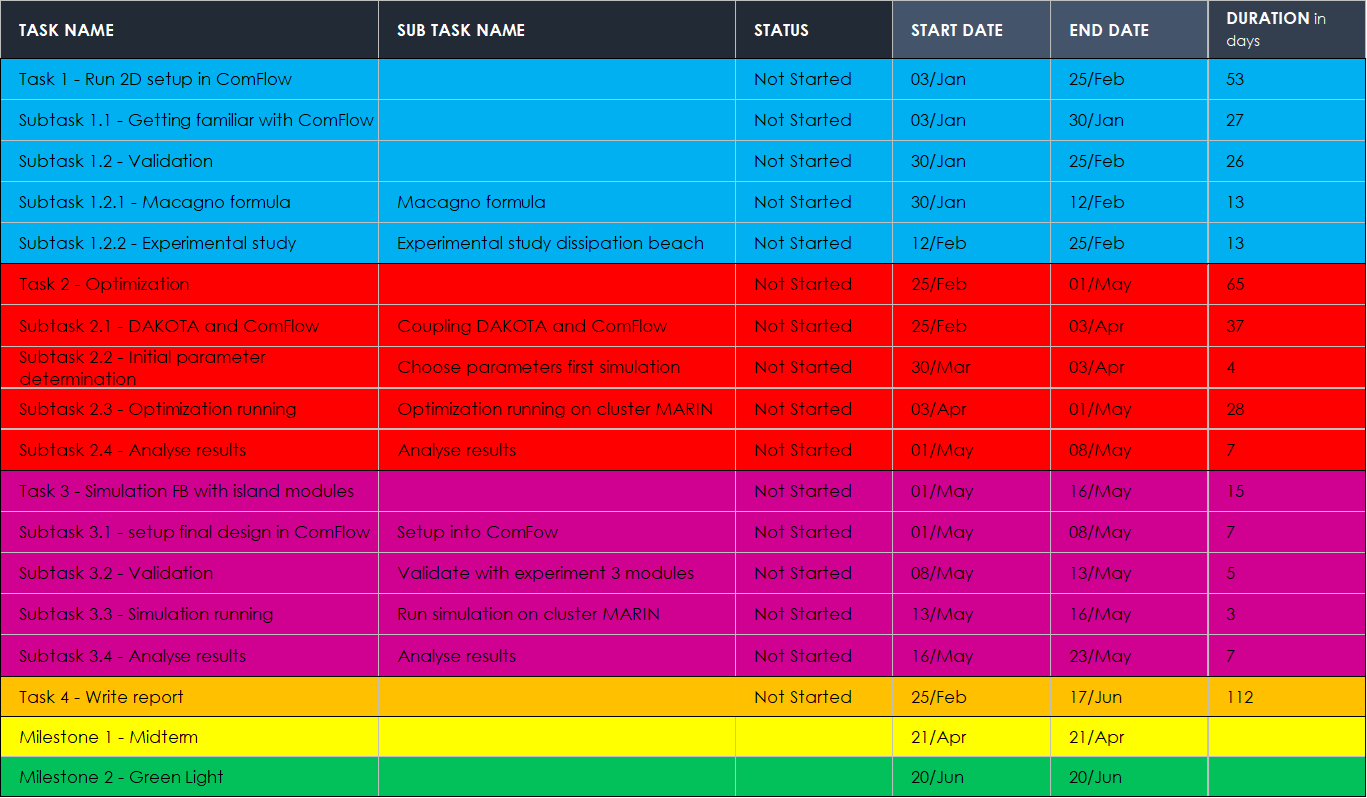 TASK NAME SUB TASK NAME STATUS START DATE END DATE DURATION in days
Task 1 - Run 2D setup in ComFlow Not Started 03/Jan 25/Feb 53
Subtask 1.1 - Getting familiar with ComFlow Not Started 03/Jan 30/Jan 27
Subtask 1.2 - Validation Not Started 30/Jan 25/Feb 26
Subtask 1.2.1 - Macagno formula Macagno formula Not Started 30/Jan 12/Feb 13
Subtask 1.2.2 - Experimental study Experimental study dissipation beach Not Started 12/Feb 25/Feb 13
Task 2 - Optimization Not Started 25/Feb 01/May 65
Subtask 2.1 - DAKOTA and ComFlow Coupling DAKOTA and ComFlow Not Started 25/Feb 03/Apr 37
Subtask 2.2 - Initial parameter determination Choose parameters first simulation Not Started 30/Mar 03/Apr 4
Subtask 2.3 - Optimization running Optimization running on cluster MARIN Not Started 03/Apr 01/May 28
Subtask 2.4 - Analyse results Analyse results Not Started 01/May 08/May 7
Task 3 - Simulation FB with island modules Not Started 01/May 16/May 15
Subtask 3.1 - setup final design in ComFlow Setup into ComFow Not Started 01/May 08/May 7
Subtask 3.2 - Validation Validate with experiment 3 modules Not Started 08/May 13/May 5
Subtask 3.3 - Simulation running Run simulation on cluster MARIN Not Started 13/May 16/May 3
Subtask 3.4 - Analyse results Analyse results Not Started 16/May 23/May 7
Task 4 - Write report Not Started 25/Feb 17/Jun 112
Milestone 1 - Midterm 21/Apr 21/Apr
Milestone 2 - Green Light 20/Jun 20/Jun